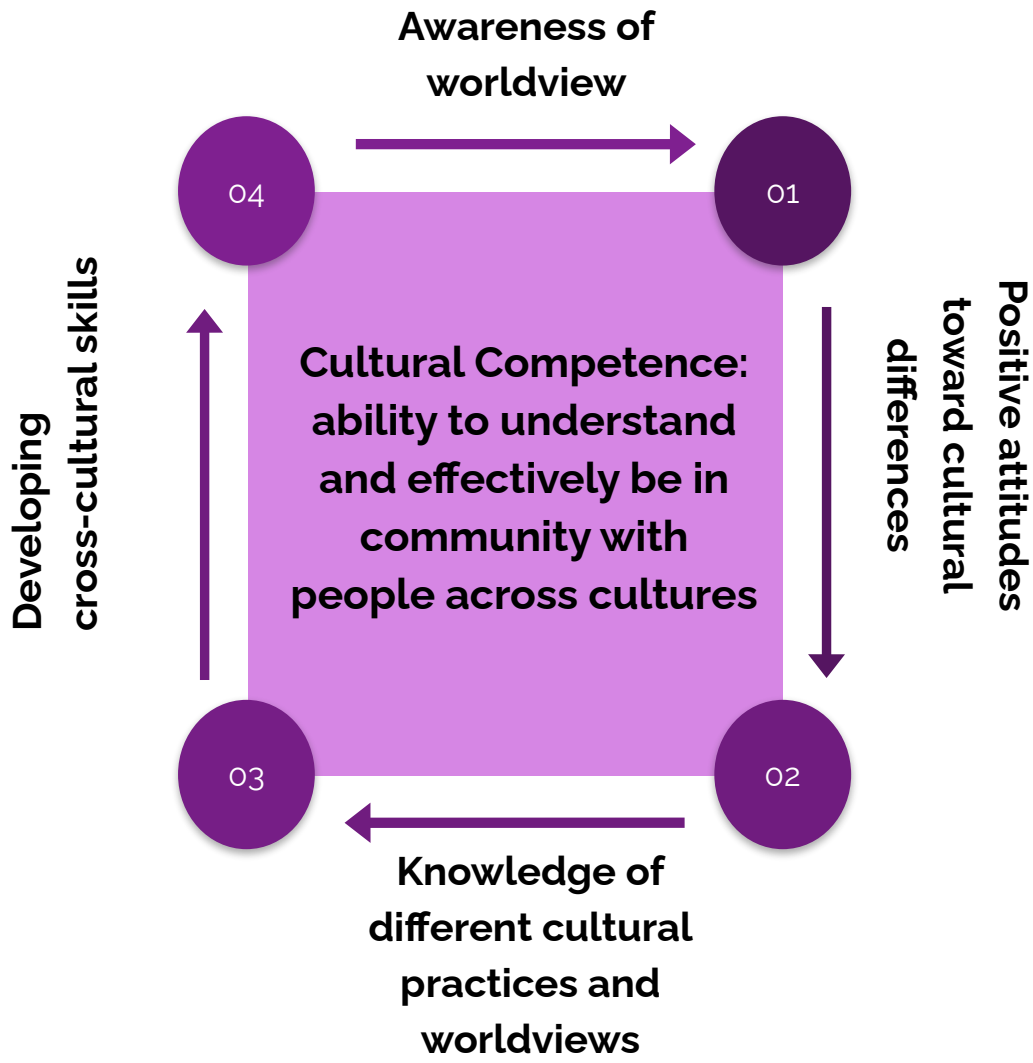 Awareness of
worldview
04
01
Positive attitudes
toward cultural
differences
Developing
cross-cultural skills
Cultural Competence:
ability to understand
and effectively be in
community with
people across cultures
03
02
Knowledge of
different cultural
practices and
worldviews